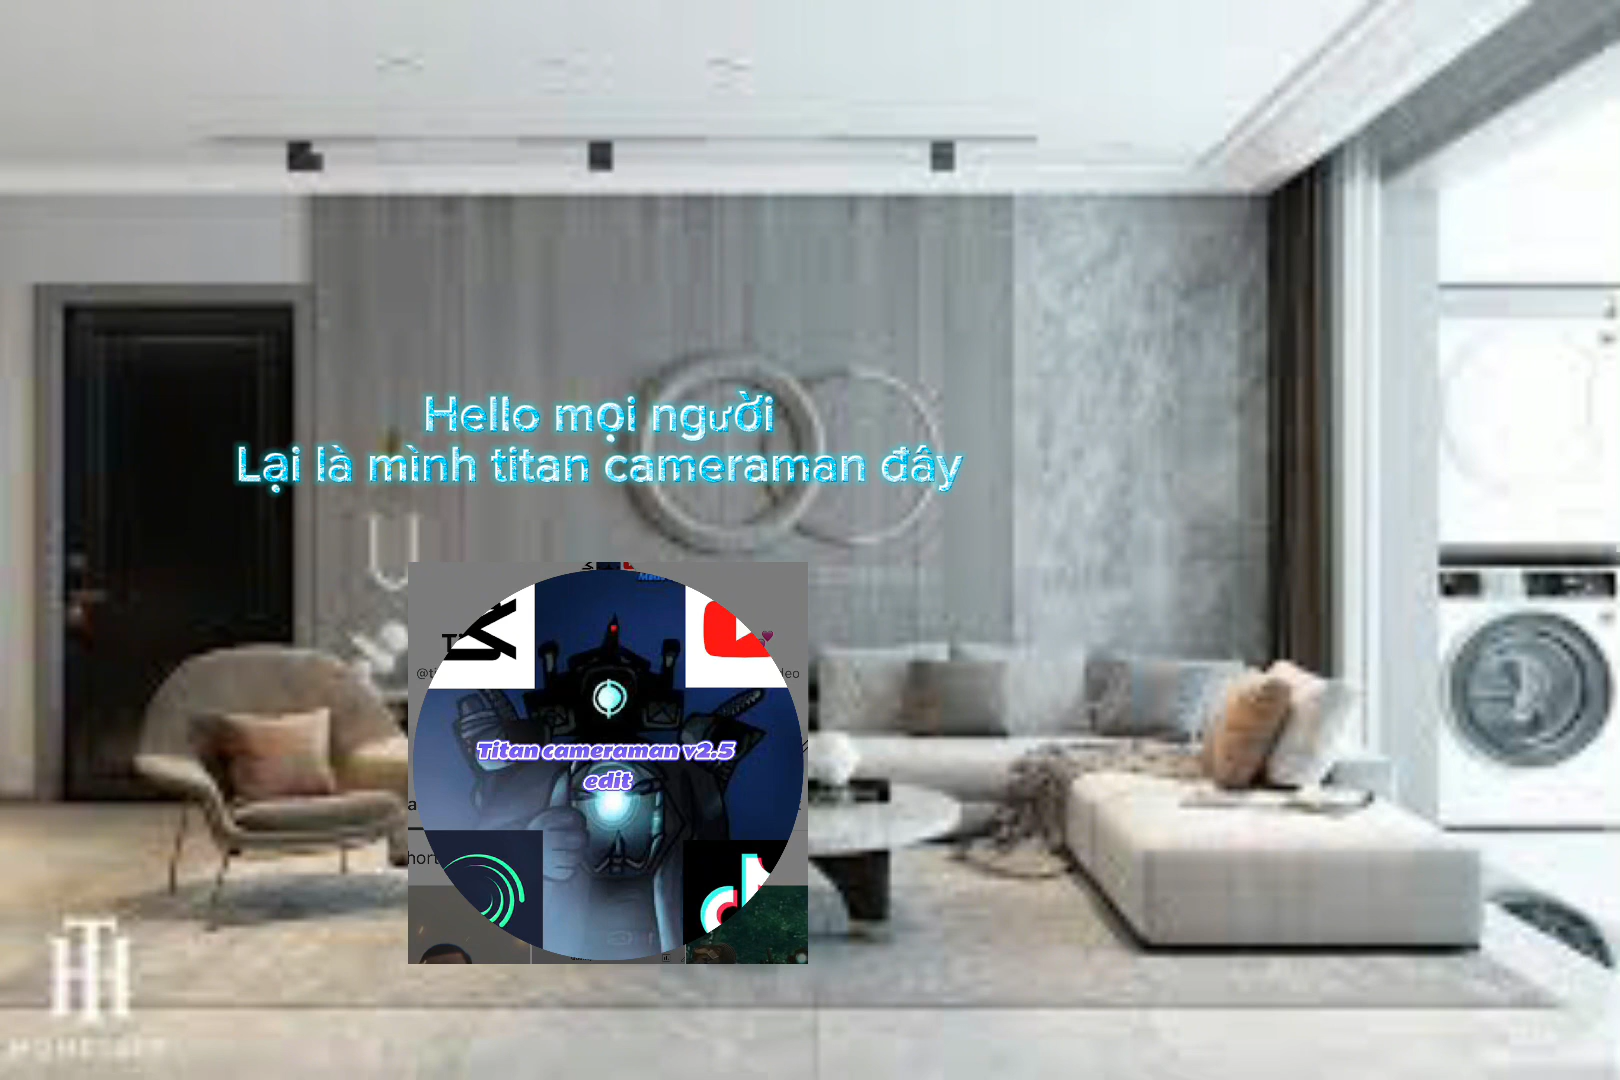 Hello mọi người
Lại là mình titan cameraman đây
Titan cameraman v2.5
edit